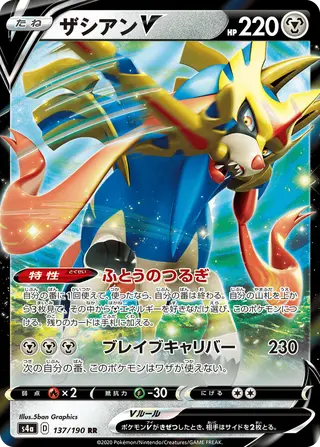 たね ザシアンV HP220
特性 とくせい ふとうのつるぎ
自分の番に1回使えて、使ったなら、自分の番は終わる。自分の山札を上か
ら3枚見て、その中からエネルギーを好きなだけ選び、このポケモンにつけ
る。残りのカードは手札に加える。
ブレイブキャリバー 230
次の自分の番、このポケモンはワザが使えない。
弱点 ×2 抵抗力 -30 にげる
Illus.5ban Graphics Vルール
s4a D 137/190 RR ポケモンVがきぜつしたとき、相手はサイドを2枚とる。
©2020 Pokémon/Nintendo/Creatures/GAME FREAK.